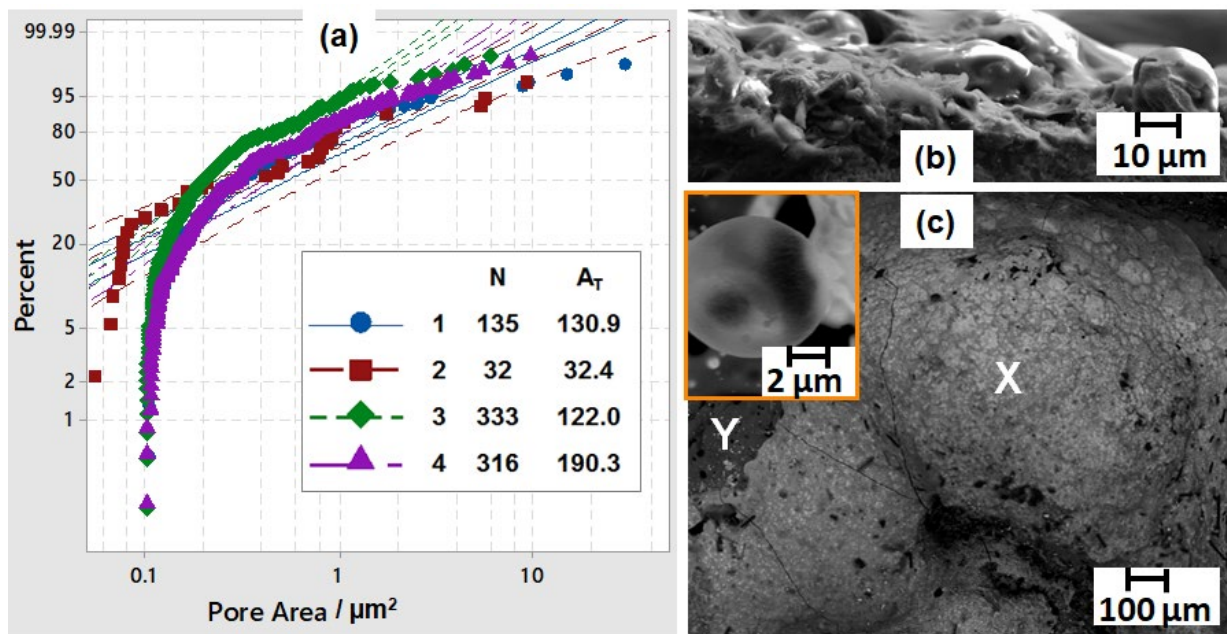 (a)
99.99
95
80
50
20
5
2
1
Percent
0.1 1 10
Pore Area / µm²
N A_T
1 135 130.9
2 32 32.4
3 333 122.0
4 316 190.3
(b)
10 µm
(c)
2 µm
X
Y
100 µm